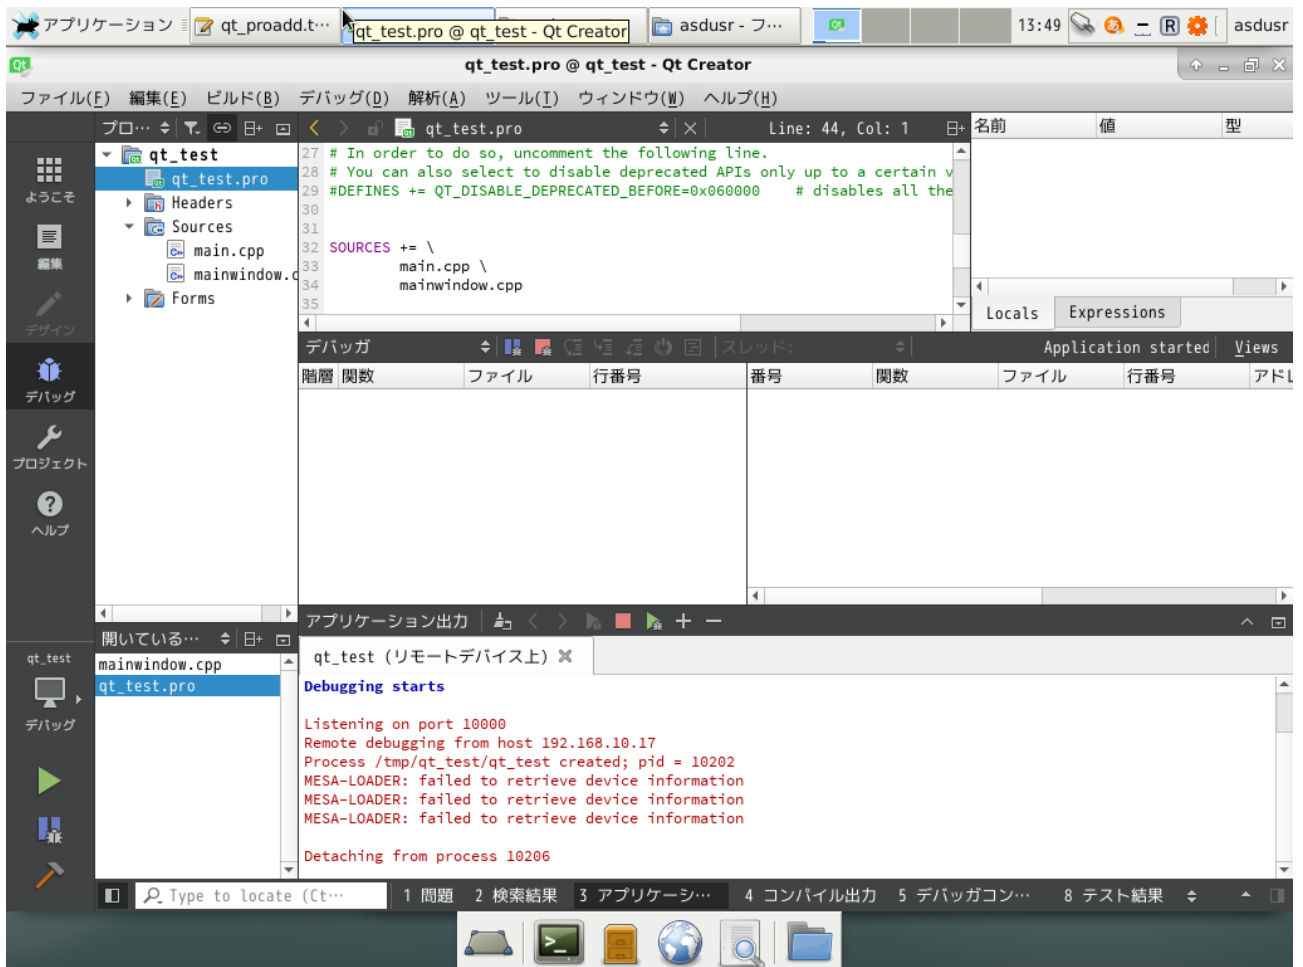 アプリケーション
qt_proadd.t…
qt_test.pro @ qt_test - Qt Creator
asdusr - フ…
13:49
asdusr
qt_test.pro @ qt_test - Qt Creator
ファイル(F) 編集(E) ビルド(B) デバッグ(D) 解析(A) ツール(T) ウィンドウ(W) ヘルプ(H)
プロ…
qt_test.pro
Line: 44, Col: 1
名前 値 型
ようこそ
編集
デザイン
デバッグ
プロジェクト
ヘルプ
qt_test
qt_test.pro
Headers
Sources
main.cpp
mainwindow.c
Forms
27 # In order to do so, uncomment the following line.
28 # You can also select to disable deprecated APIs only up to a certain v
29 #DEFINES += QT_DISABLE_DEPRECATED_BEFORE=0x060000    # disables all the
30
31
32 SOURCES += \
33         main.cpp \
34         mainwindow.cpp
35
Locals Expressions
デバッガ
スレッド:
Application started
Views
階層 関数 ファイル 行番号
番号 関数 ファイル 行番号 アドレ
アプリケーション出力
開いている…
mainwindow.cpp
qt_test.pro
qt_test
デバッグ
qt_test (リモートデバイス上)
Debugging starts
Listening on port 10000
Remote debugging from host 192.168.10.17
Process /tmp/qt_test/qt_test created; pid = 10202
MESA-LOADER: failed to retrieve device information
MESA-LOADER: failed to retrieve device information
MESA-LOADER: failed to retrieve device information
Detaching from process 10206
Type to locate (Ct…
1 問題 2 検索結果 3 アプリケーシ… 4 コンパイル出力 5 デバッガコン… 8 テスト結果